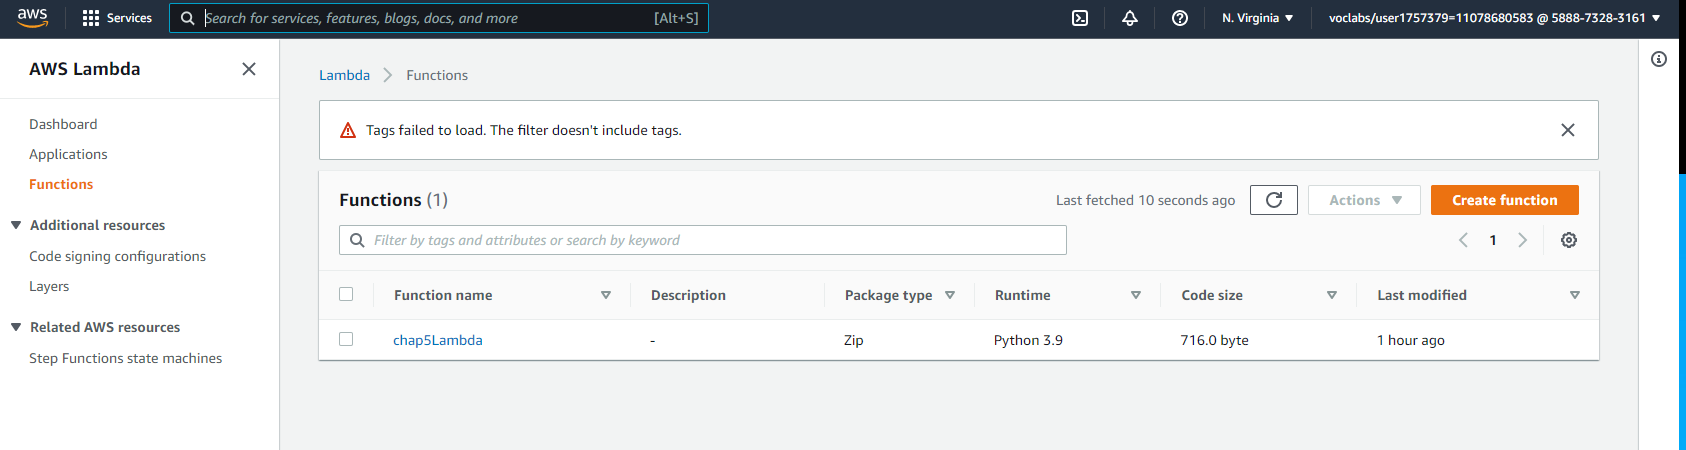 aws Services Search for services, features, blogs, docs, and more [Alt+S] N. Virginia voclabs/user1757379=11078680583 @ 5888-7328-3161
AWS Lambda
Dashboard
Applications
Functions
Additional resources
Code signing configurations
Layers
Related AWS resources
Step Functions state machines
Lambda Functions
Tags failed to load. The filter doesn't include tags.
Functions (1) Last fetched 10 seconds ago Actions Create function
Filter by tags and attributes or search by keyword 1
Function name Description Package type Runtime Code size Last modified
chap5Lambda - Zip Python 3.9 716.0 byte 1 hour ago